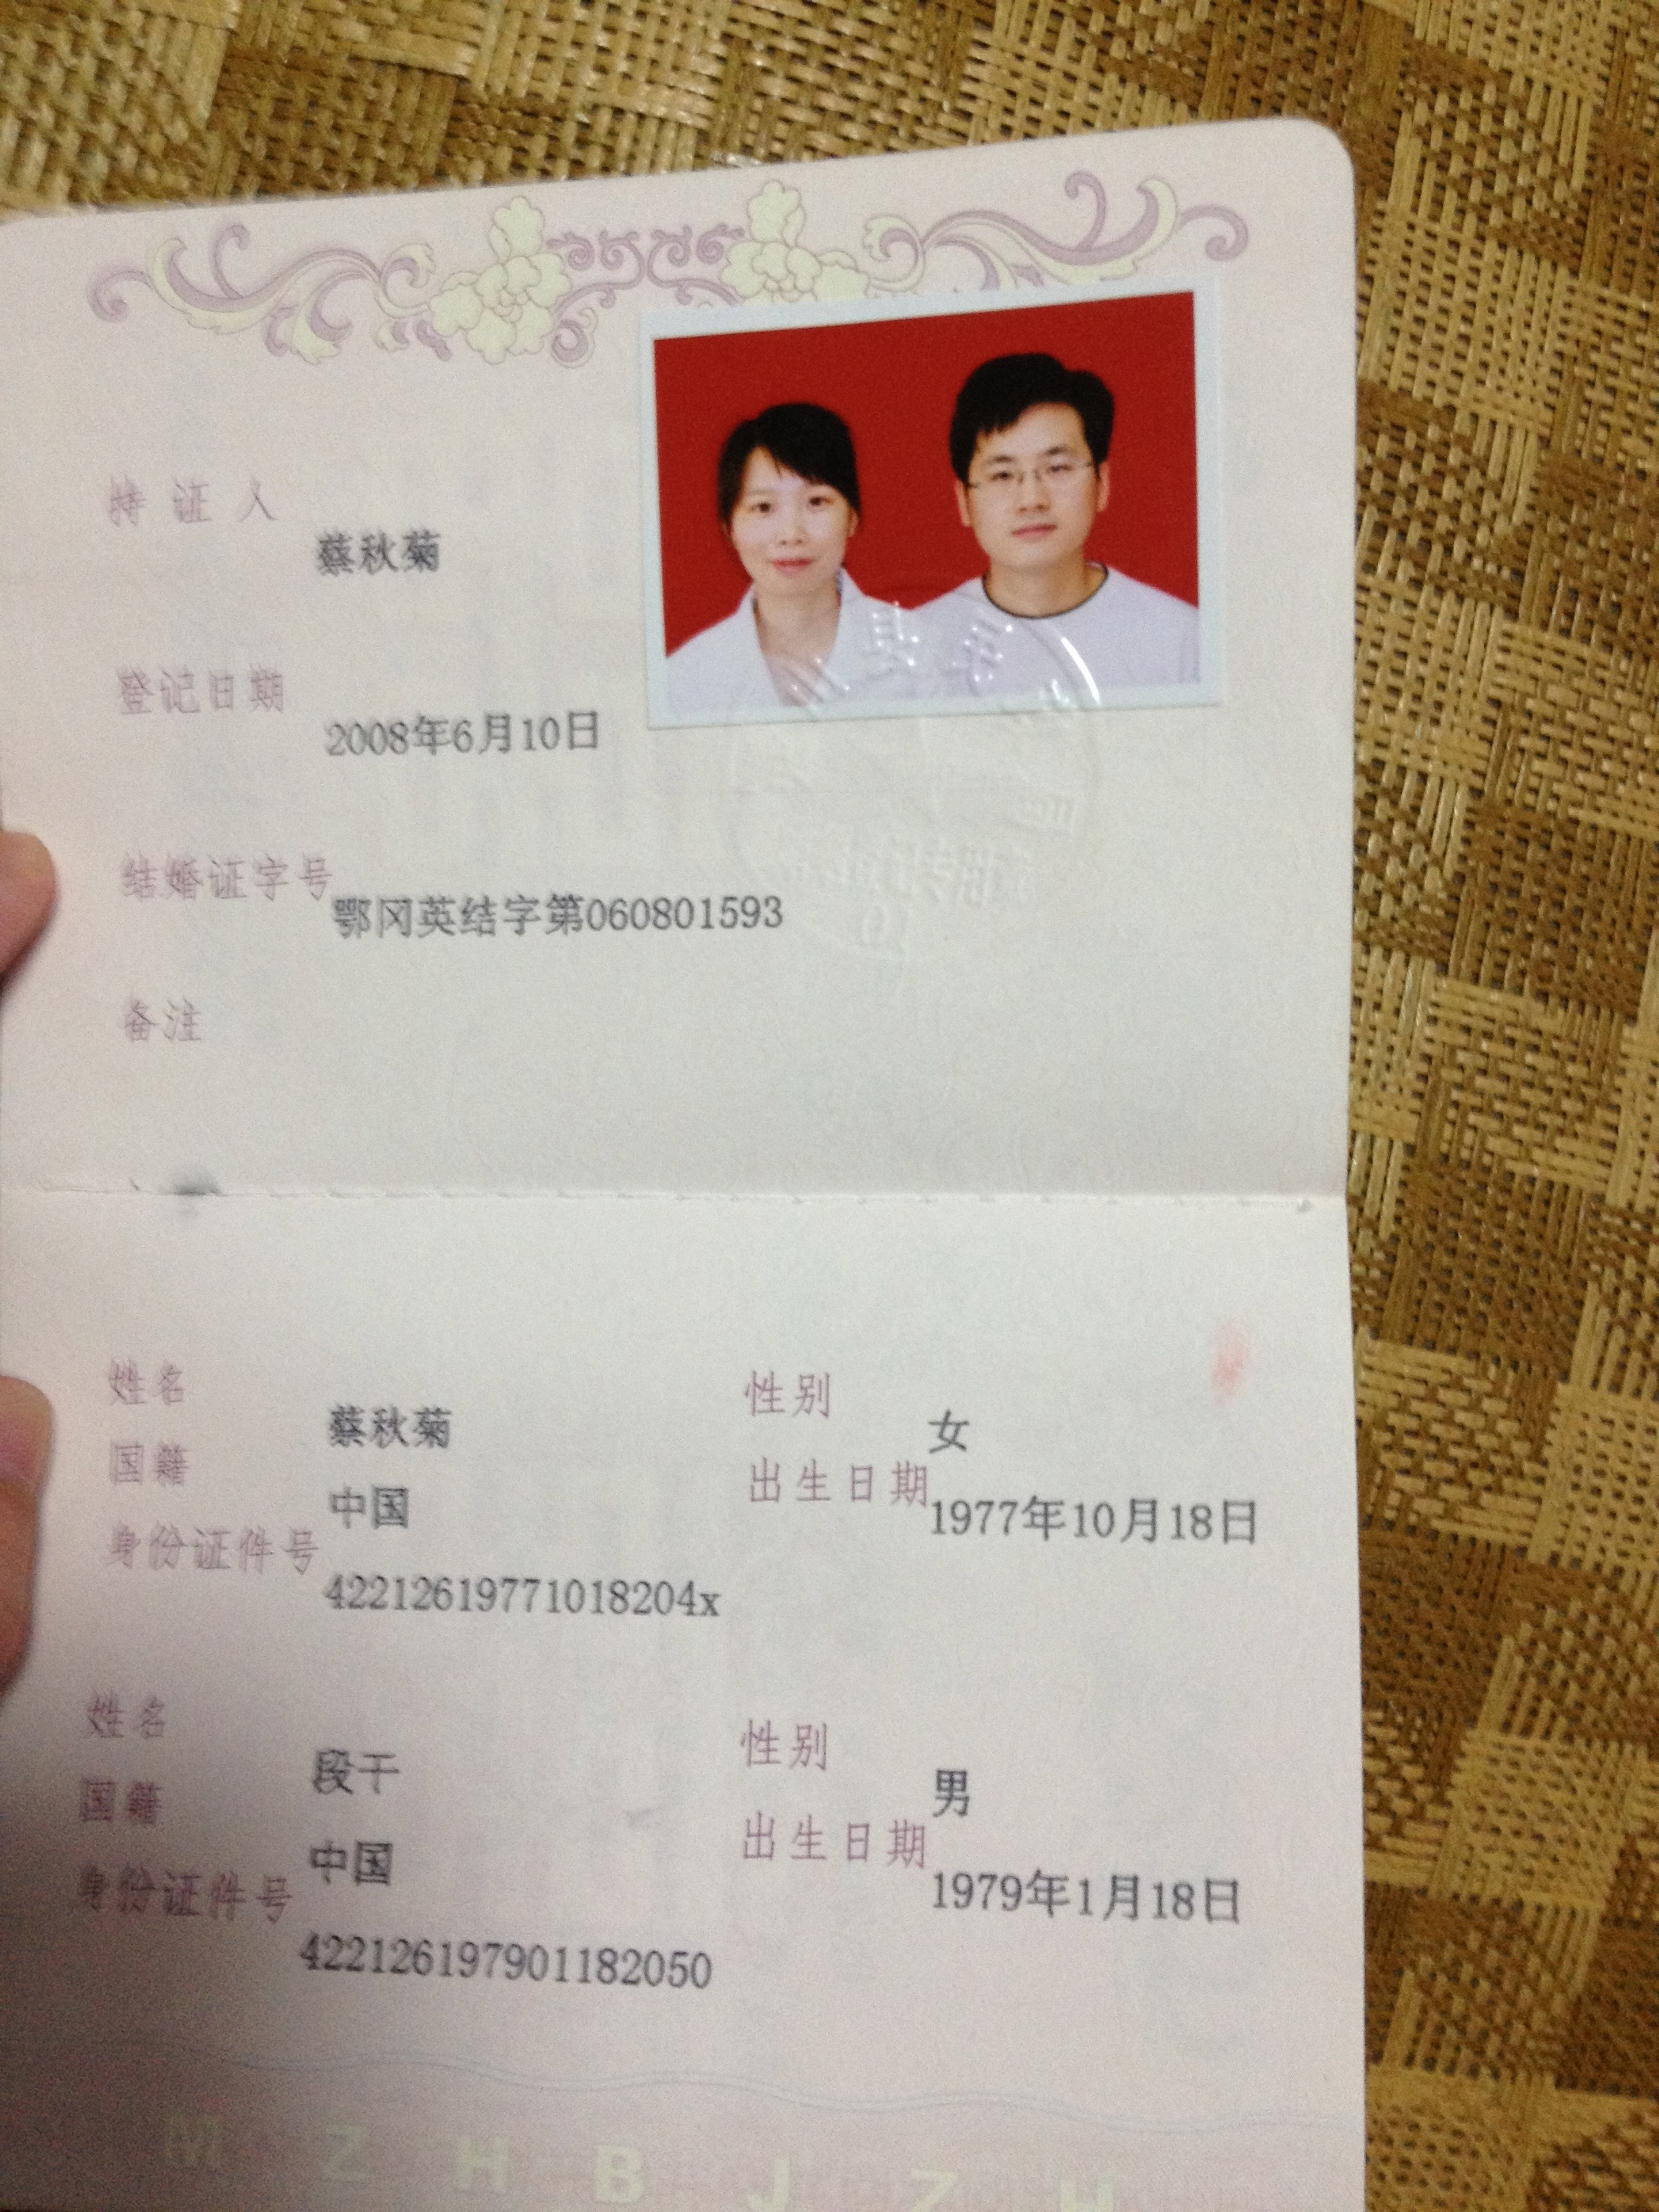 持证人 蔡秋菊
登记日期 2008年6月10日
结婚证字号 鄂冈英结字第060801593
备注
姓名 蔡秋菊 性别 女
国籍 中国 出生日期 1977年10月18日
身份证件号 42212619771018204x
姓名 段干 性别 男
国籍 中国 出生日期 1979年1月18日
身份证件号 422126197901182050
M Z H B J Z H